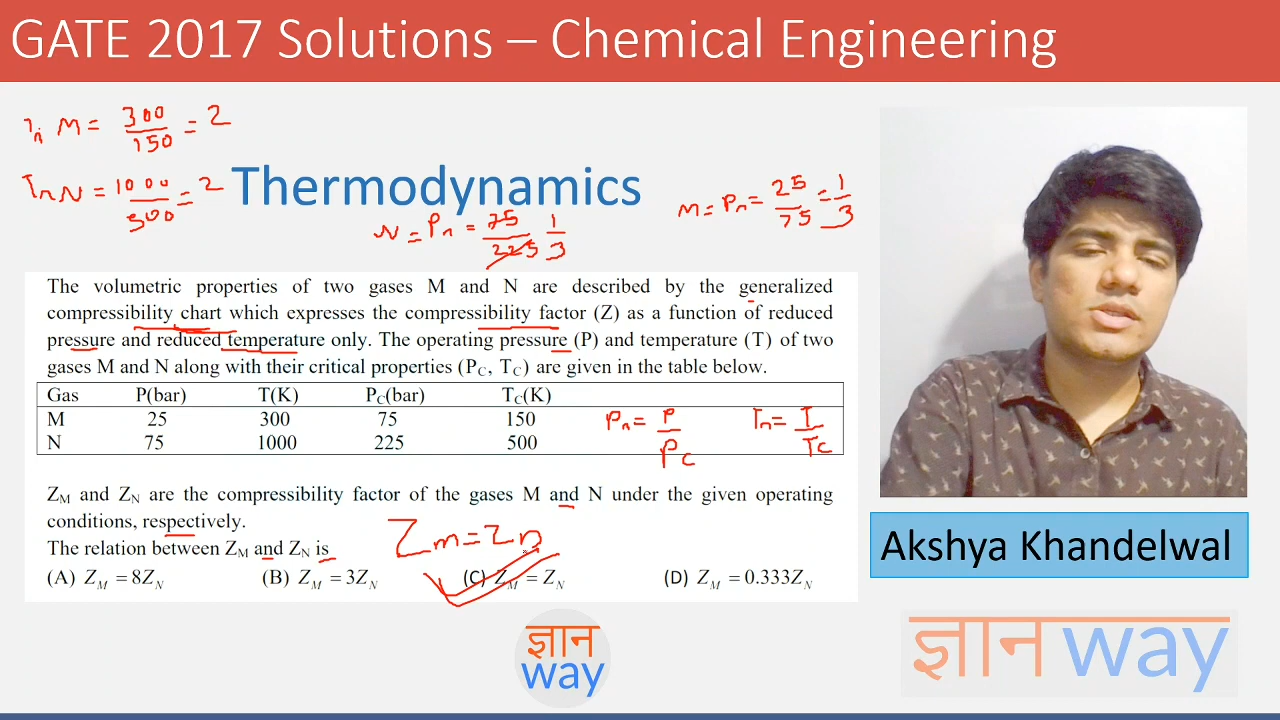 GATE 2017 Solutions – Chemical Engineering
Tr M = 300/150 = 2
Tr N = 1000/500 = 2
Thermodynamics
N = Pr = 75/225 1/3
M = Pr = 25/75 = 1/3
The volumetric properties of two gases M and N are described by the generalized
compressibility chart which expresses the compressibility factor (Z) as a function of reduced
pressure and reduced temperature only. The operating pressure (P) and temperature (T) of two
gases M and N along with their critical properties (PC, TC) are given in the table below.
Gas P(bar) T(K) PC(bar) TC(K)
M 25 300 75 150
N 75 1000 225 500
Pr = P/PC Tr = T/TC
ZM and ZN are the compressibility factor of the gases M and N under the given operating
conditions, respectively.
Zm = Zn
The relation between ZM and ZN is
(A) ZM = 8ZN (B) ZM = 3ZN (C) ZM = ZN (D) ZM = 0.333ZN
Akshya Khandelwal
ज्ञान
way
ज्ञान way